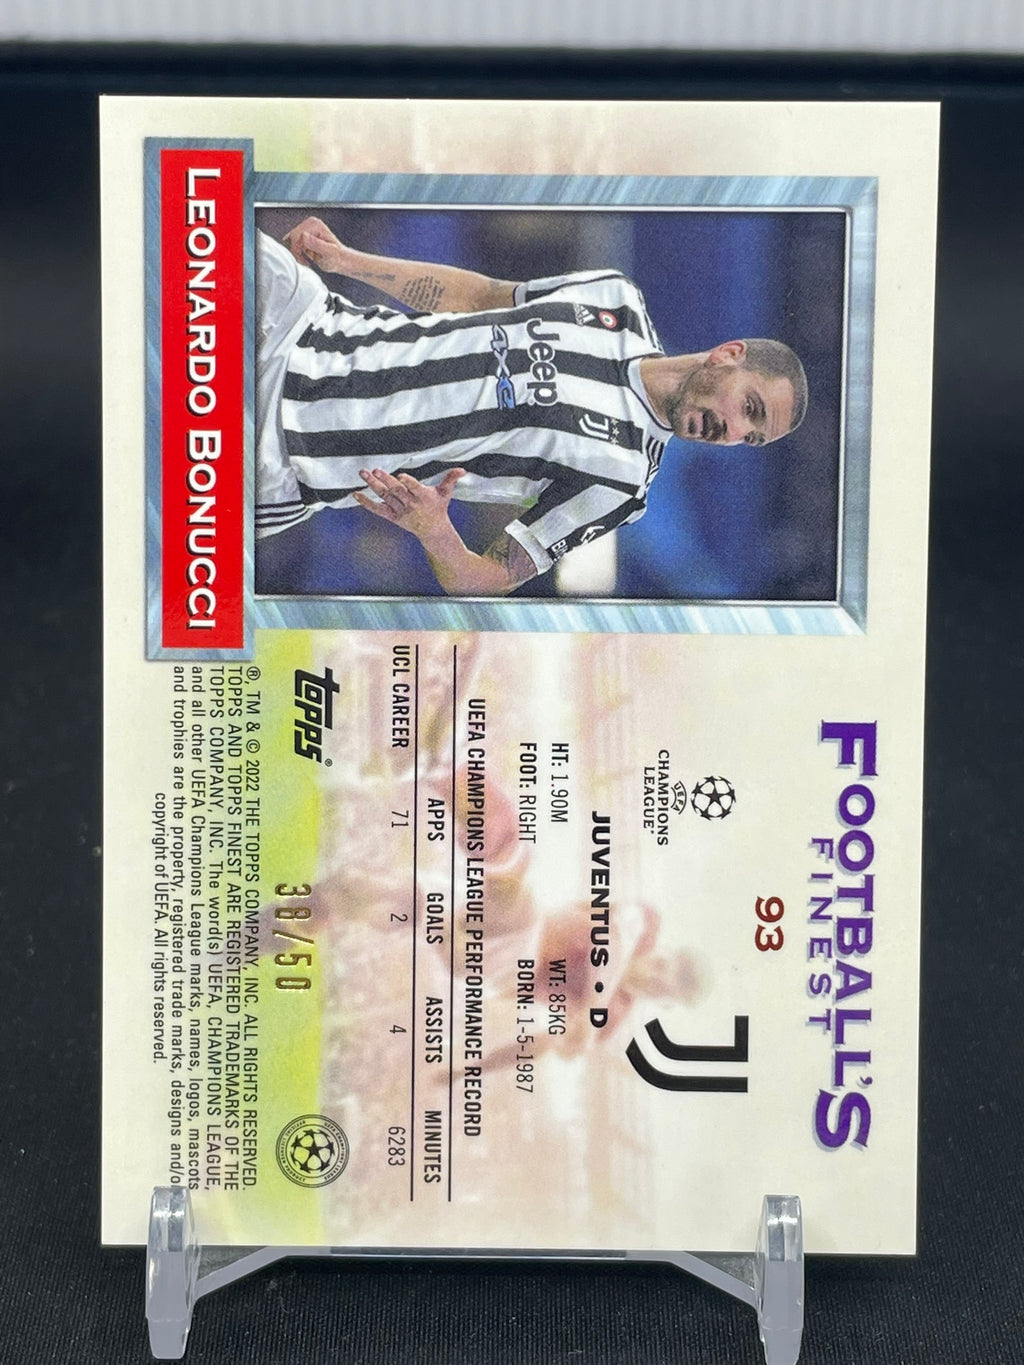 FOOTBALL'S
FINEST
93
UEFA
CHAMPIONS
LEAGUE®
JUVENTUS • D
HT: 1.90M WT: 85KG
FOOT: RIGHT BORN: 1-5-1987
UEFA CHAMPIONS LEAGUE PERFORMANCE RECORD
APPS GOALS ASSISTS MINUTES
UCL CAREER 71 2 4 6283
topps®
38/50
®, TM & © 2022 THE TOPPS COMPANY, INC. ALL RIGHTS RESERVED.
TOPPS AND TOPPS FINEST ARE REGISTERED TRADEMARKS OF THE
TOPPS COMPANY, INC. The word(s) UEFA, CHAMPIONS LEAGUE,
and all other UEFA Champions League marks, names, logos, mascots
and trophies are the property, registered trade marks, designs and/o
copyright of UEFA. All rights reserved.
LEONARDO BONUCCI
adidas
Jeep
4xe